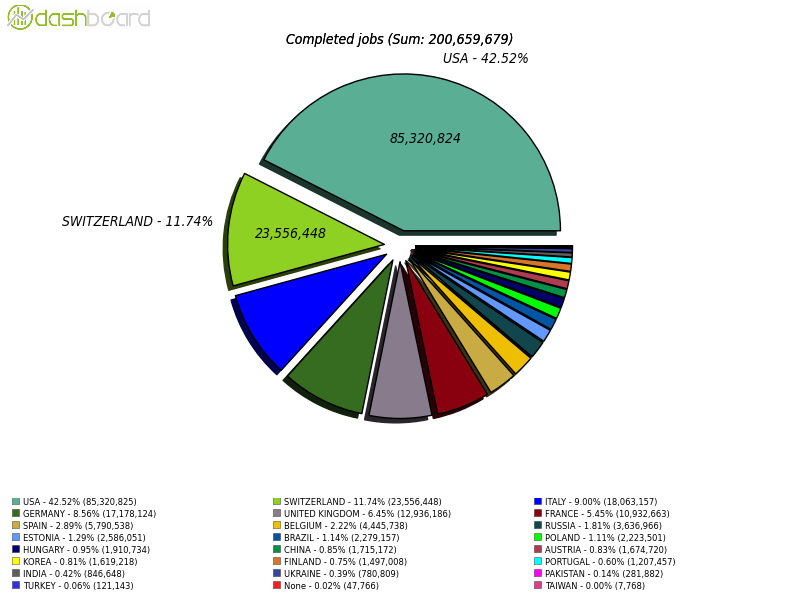 dashboard
Completed jobs (Sum: 200,659,679)
USA - 42.52%
85,320,824
SWITZERLAND - 11.74%
23,556,448
USA - 42.52% (85,320,825) SWITZERLAND - 11.74% (23,556,448) ITALY - 9.00% (18,063,157)
GERMANY - 8.56% (17,178,124) UNITED KINGDOM - 6.45% (12,936,186) FRANCE - 5.45% (10,932,663)
SPAIN - 2.89% (5,790,538) BELGIUM - 2.22% (4,445,738) RUSSIA - 1.81% (3,636,966)
ESTONIA - 1.29% (2,586,051) BRAZIL - 1.14% (2,279,157) POLAND - 1.11% (2,223,501)
HUNGARY - 0.95% (1,910,734) CHINA - 0.85% (1,715,172) AUSTRIA - 0.83% (1,674,720)
KOREA - 0.81% (1,619,218) FINLAND - 0.75% (1,497,008) PORTUGAL - 0.60% (1,207,457)
INDIA - 0.42% (846,648) UKRAINE - 0.39% (780,809) PAKISTAN - 0.14% (281,882)
TURKEY - 0.06% (121,143) None - 0.02% (47,766) TAIWAN - 0.00% (7,768)